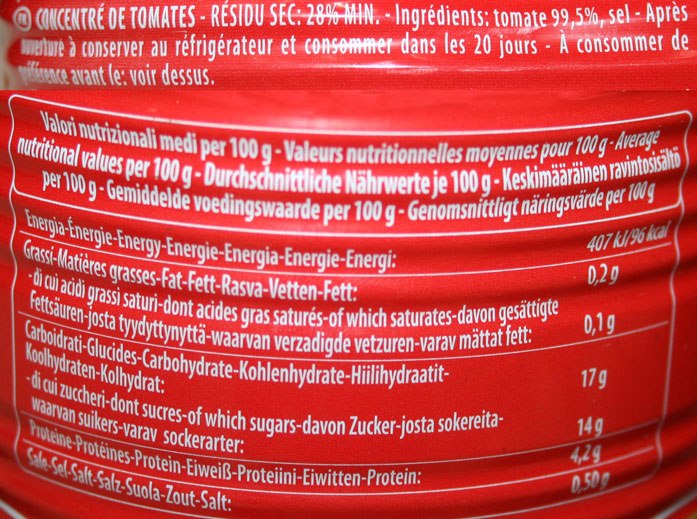 CONCENTRÉ DE TOMATES - RÉSIDU SEC: 28% MIN. - Ingrédients: tomate 99,5%, sel - Après
ouverture à conserver au réfrigérateur et consommer dans les 20 jours - À consommer de
préférence avant le: voir dessus.
Valori nutrizionali medi per 100 g - Valeurs nutritionnelles moyennes pour 100 g - Average
nutritional values per 100 g - Durchschnittliche Nährwerte je 100 g - Keskimääräinen ravintosisältö
per 100 g - Gemiddelde voedingswaarde per 100 g - Genomsnittligt näringsvärde per 100 g
Energia-Énergie-Energy-Energie-Energia-Energie-Energi: 407 kJ/96 kcal
Grassi-Matières grasses-Fat-Fett-Rasva-Vetten-Fett: 0,2 g
- di cui acidi grassi saturi-dont acides gras saturés-of which saturates-davon gesättigte
Fettsäuren-josta tyydyttynyttä-waarvan verzadigde vetzuren-varav mättat fett: 0,1 g
Carboidrati-Glucides-Carbohydrate-Kohlenhydrate-Hiilihydraatit-
Koolhydraten-Kolhydrat: 17 g
- di cui zuccheri-dont sucres-of which sugars-davon Zucker-josta sokereita-
waarvan suikers-varav sockerarter: 14 g
Proteine-Protéines-Protein-Eiweiß-Proteiini-Eiwitten-Protein: 4,2 g
Sale-Sel-Salt-Salz-Suola-Zout-Salt: 0,50 g